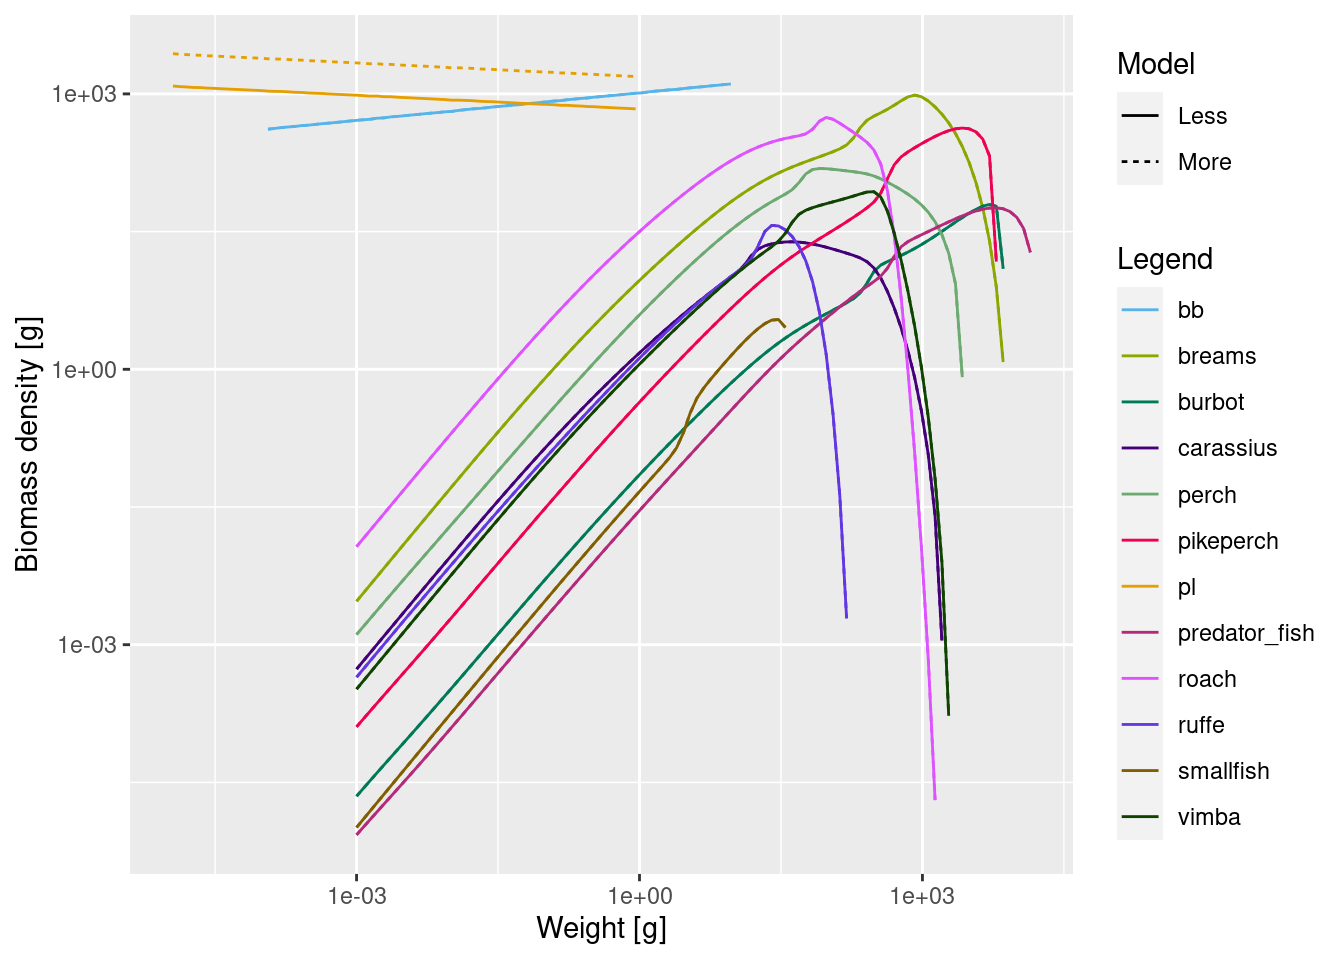 Biomass density [g]
1e+03
1e+00
1e-03
1e-03
1e+00
1e+03
Weight [g]
Model
Less
More
Legend
bb
breams
burbot
carassius
perch
pikeperch
pl
predator_fish
roach
ruffe
smallfish
vimba